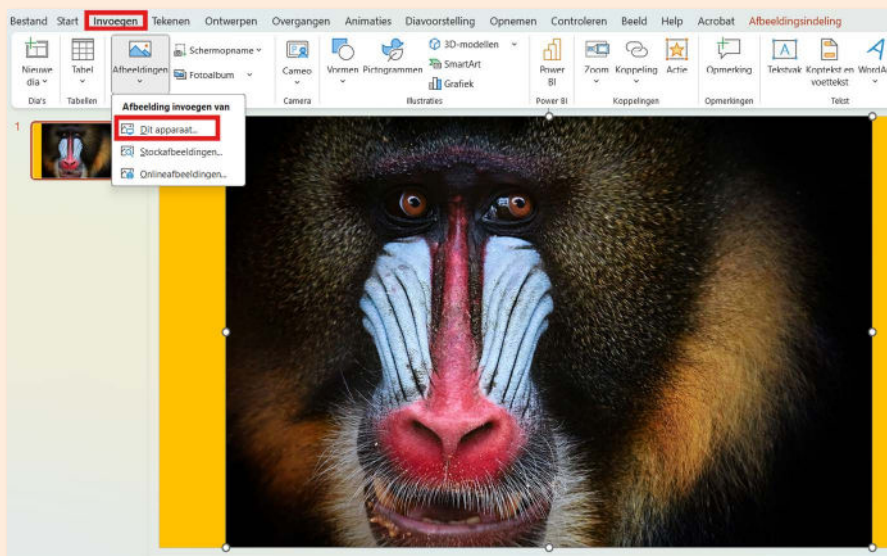 Bestand Start Invoegen Tekenen Ontwerpen Overgangen Animaties Diavoorstelling Opnemen Controleren Beeld Help Acrobat Afbeeldingsindeling
Nieuwe dia
Tabel
Afbeeldingen
Schermopname
Fotoalbum
Cameo
Vormen
Pictogrammen
3D-modellen
SmartArt
Grafiek
Power BI
Zoom
Koppeling
Actie
Opmerking
Tekstvak
Koptekst en voettekst
WordA
Dia's
Tabellen
Camera
Illustraties
Power BI
Koppelingen
Opmerkingen
Tekst
Afbeelding invoegen van
Dit apparaat...
Stockafbeeldingen...
Onlineafbeeldingen...
1